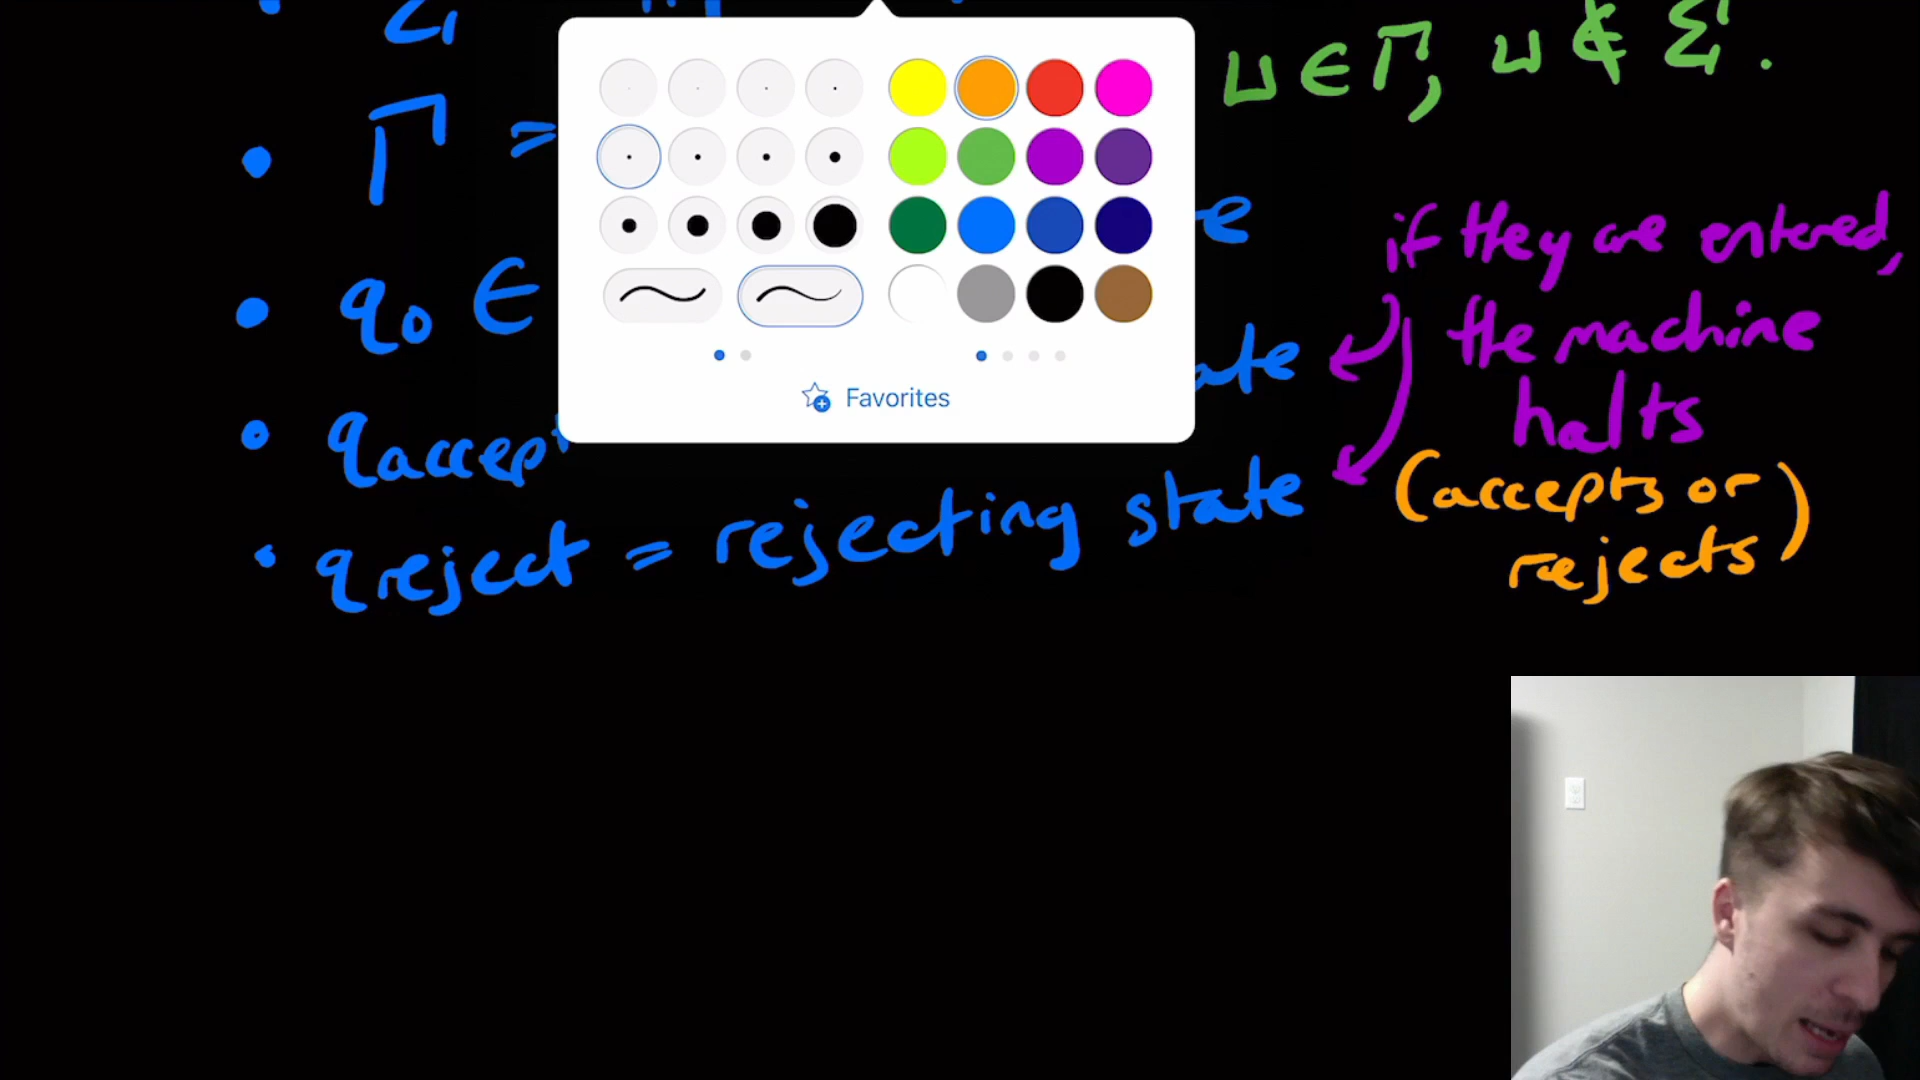 Σ
⊔ ∈ Γ, ⊔ ∉ Σ.
• Γ =
• q0 ∈
if they are entered,
the machine
halts
• qaccept
ate
(accepts or
rejects)
• qreject = rejecting state
Favorites